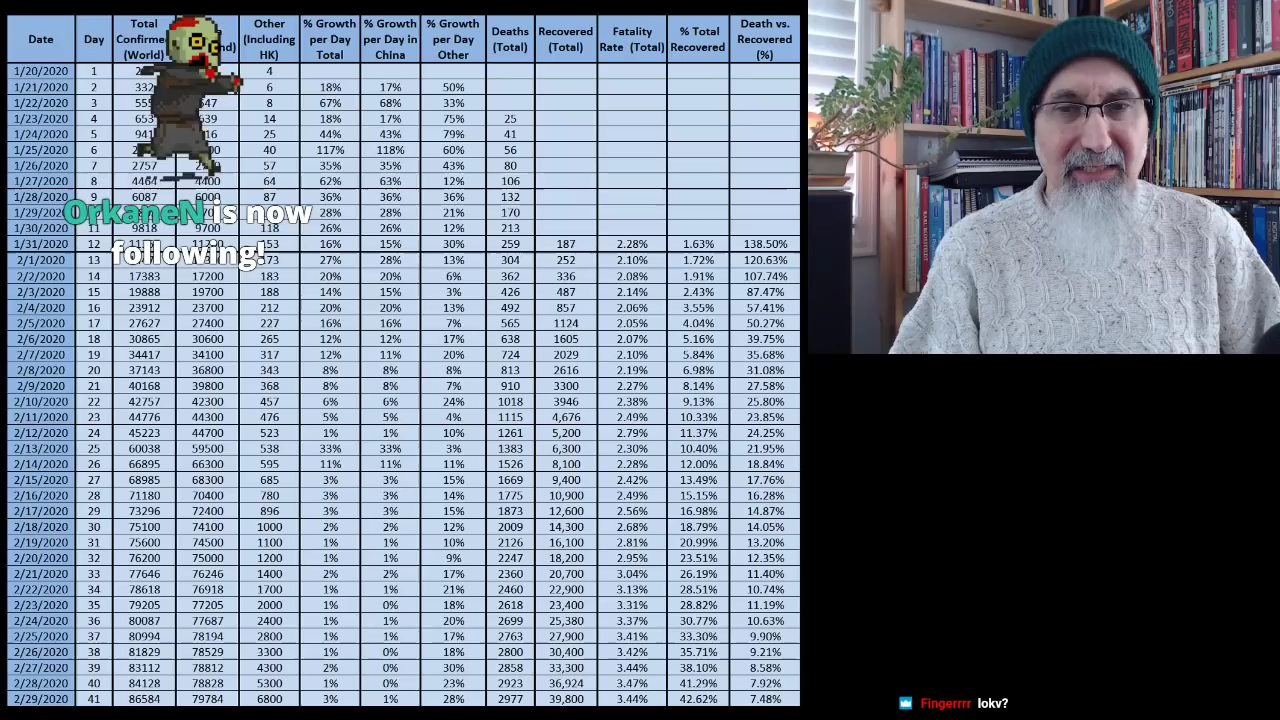 Date Day Total Confirmed (World) Other (Including HK) % Growth per Day Total % Growth per Day in China % Growth per Day Other Deaths (Total) Recovered (Total) Fatality Rate (Total) % Total Recovered Death vs. Recovered (%)
1/20/2020 1 4
1/21/2020 2 332 6 18% 17% 50%
1/22/2020 3 555 547 8 67% 68% 33%
1/23/2020 4 653 639 14 18% 17% 75% 25
1/24/2020 5 941 916 25 44% 43% 79% 41
1/25/2020 6 40 117% 118% 60% 56
1/26/2020 7 2757 57 35% 35% 43% 80
1/27/2020 8 4464 4400 64 62% 63% 12% 106
1/28/2020 9 6087 6000 87 36% 36% 36% 132
1/29/2020 28% 28% 21% 170
1/30/2020 11 9818 9700 118 26% 26% 12% 213
1/31/2020 12 153 16% 15% 30% 259 187 2.28% 1.63% 138.50%
2/1/2020 13 173 27% 28% 13% 304 252 2.10% 1.72% 120.63%
2/2/2020 14 17383 17200 183 20% 20% 6% 362 336 2.08% 1.91% 107.74%
2/3/2020 15 19888 19700 188 14% 15% 3% 426 487 2.14% 2.43% 87.47%
2/4/2020 16 23912 23700 212 20% 20% 13% 492 857 2.06% 3.55% 57.41%
2/5/2020 17 27627 27400 227 16% 16% 7% 565 1124 2.05% 4.04% 50.27%
2/6/2020 18 30865 30600 265 12% 12% 17% 638 1605 2.07% 5.16% 39.75%
2/7/2020 19 34417 34100 317 12% 11% 20% 724 2029 2.10% 5.84% 35.68%
2/8/2020 20 37143 36800 343 8% 8% 8% 813 2616 2.19% 6.98% 31.08%
2/9/2020 21 40168 39800 368 8% 8% 7% 910 3300 2.27% 8.14% 27.58%
2/10/2020 22 42757 42300 457 6% 6% 24% 1018 3946 2.38% 9.13% 25.80%
2/11/2020 23 44776 44300 476 5% 5% 4% 1115 4,676 2.49% 10.33% 23.85%
2/12/2020 24 45223 44700 523 1% 1% 10% 1261 5,200 2.79% 11.37% 24.25%
2/13/2020 25 60038 59500 538 33% 33% 3% 1383 6,300 2.30% 10.40% 21.95%
2/14/2020 26 66895 66300 595 11% 11% 11% 1526 8,100 2.28% 12.00% 18.84%
2/15/2020 27 68985 68300 685 3% 3% 15% 1669 9,400 2.42% 13.49% 17.76%
2/16/2020 28 71180 70400 780 3% 3% 14% 1775 10,900 2.49% 15.15% 16.28%
2/17/2020 29 73296 72400 896 3% 3% 15% 1873 12,600 2.56% 16.98% 14.87%
2/18/2020 30 75100 74100 1000 2% 2% 12% 2009 14,300 2.68% 18.79% 14.05%
2/19/2020 31 75600 74500 1100 1% 1% 10% 2126 16,100 2.81% 20.99% 13.20%
2/20/2020 32 76200 75000 1200 1% 1% 9% 2247 18,200 2.95% 23.51% 12.35%
2/21/2020 33 77646 76246 1400 2% 2% 17% 2360 20,700 3.04% 26.19% 11.40%
2/22/2020 34 78618 76918 1700 1% 1% 21% 2460 22,900 3.13% 28.51% 10.74%
2/23/2020 35 79205 77205 2000 1% 0% 18% 2618 23,400 3.31% 28.82% 11.19%
2/24/2020 36 80087 77687 2400 1% 1% 20% 2699 25,380 3.37% 30.77% 10.63%
2/25/2020 37 80994 78194 2800 1% 1% 17% 2763 27,900 3.41% 33.30% 9.90%
2/26/2020 38 81829 78529 3300 1% 0% 18% 2800 30,400 3.42% 35.71% 9.21%
2/27/2020 39 83112 78812 4300 2% 0% 30% 2858 33,300 3.44% 38.10% 8.58%
2/28/2020 40 84128 78828 5300 1% 0% 23% 2923 36,924 3.47% 41.29% 7.92%
2/29/2020 41 86584 79784 6800 3% 1% 28% 2977 39,800 3.44% 42.62% 7.48%
OrkaneN is now
following!
Fingerrrr lokv?